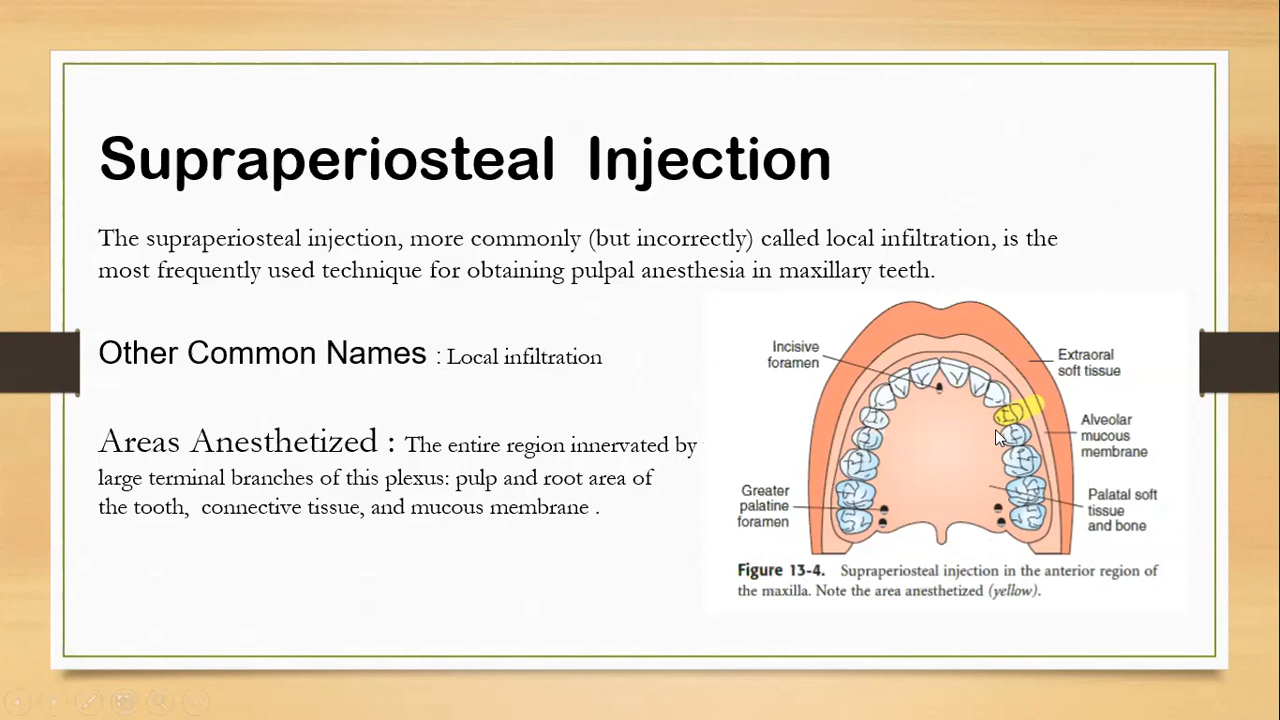 Supraperiosteal Injection
The supraperiosteal injection, more commonly (but incorrectly) called local infiltration, is the
most frequently used technique for obtaining pulpal anesthesia in maxillary teeth.
Other Common Names : Local infiltration
Areas Anesthetized : The entire region innervated by
large terminal branches of this plexus: pulp and root area of
the tooth, connective tissue, and mucous membrane .
Incisive
foramen
Extraoral
soft tissue
Alveolar
mucous
membrane
Greater
palatine
foramen
Palatal soft
tissue
and bone
Figure 13-4. Supraperiosteal injection in the anterior region of
the maxilla. Note the area anesthetized (yellow).